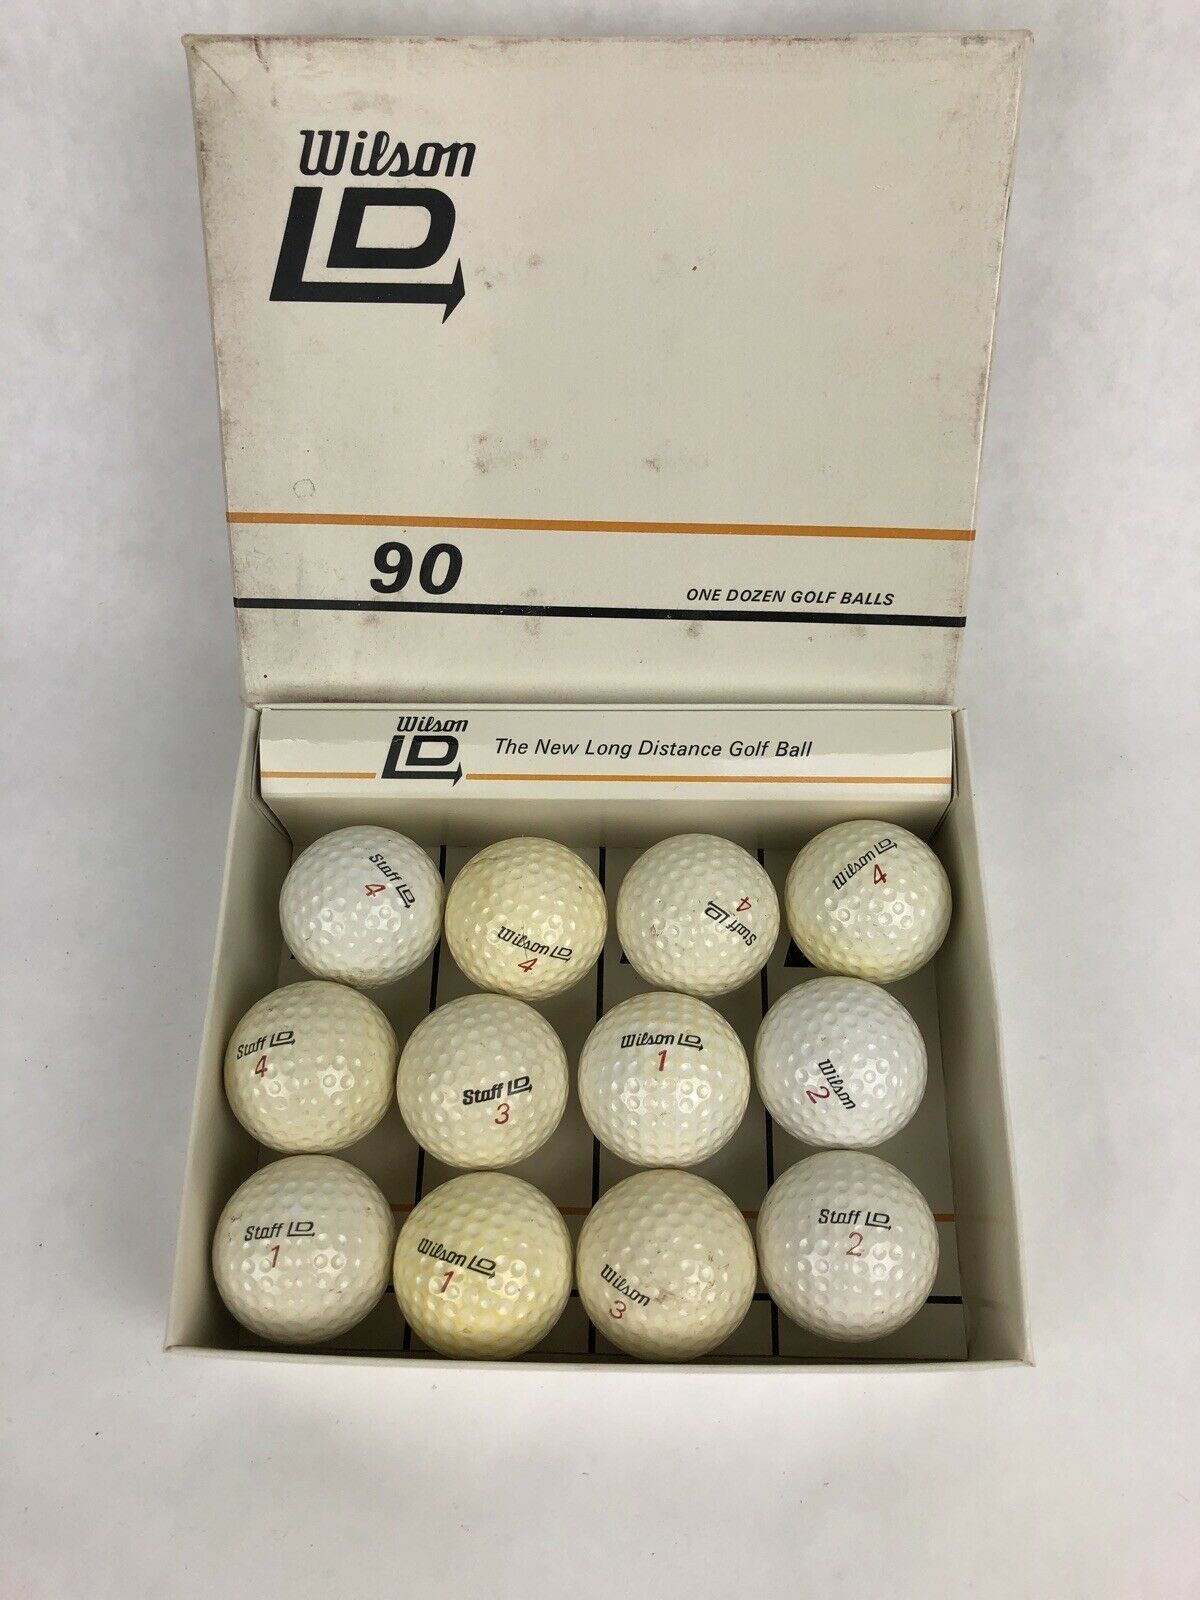 Wilson
LD
90
ONE DOZEN GOLF BALLS
Wilson
LD
The New Long Distance Golf Ball
Staff LD
4
Wilson LD
4
Staff LD
4
Wilson LD
4
Staff LD
4
Staff LD
3
Wilson LD
1
Wilson
2
Staff LD
1
Wilson LD
1
Wilson
3
Staff LD
2